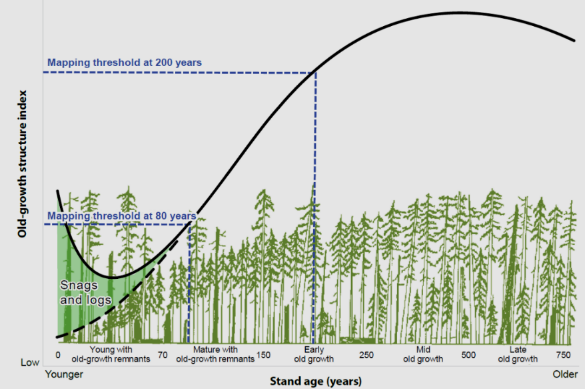 Mapping threshold at 200 years
Old-growth structure index
Mapping threshold at 80 years
Snags
and logs
Low
0
Young with
old-growth remnants
70
Mature with
old-growth remnants
150
Early
old growth
250
Mid
old growth
500
Late
old growth
750
Younger
Stand age (years)
Older